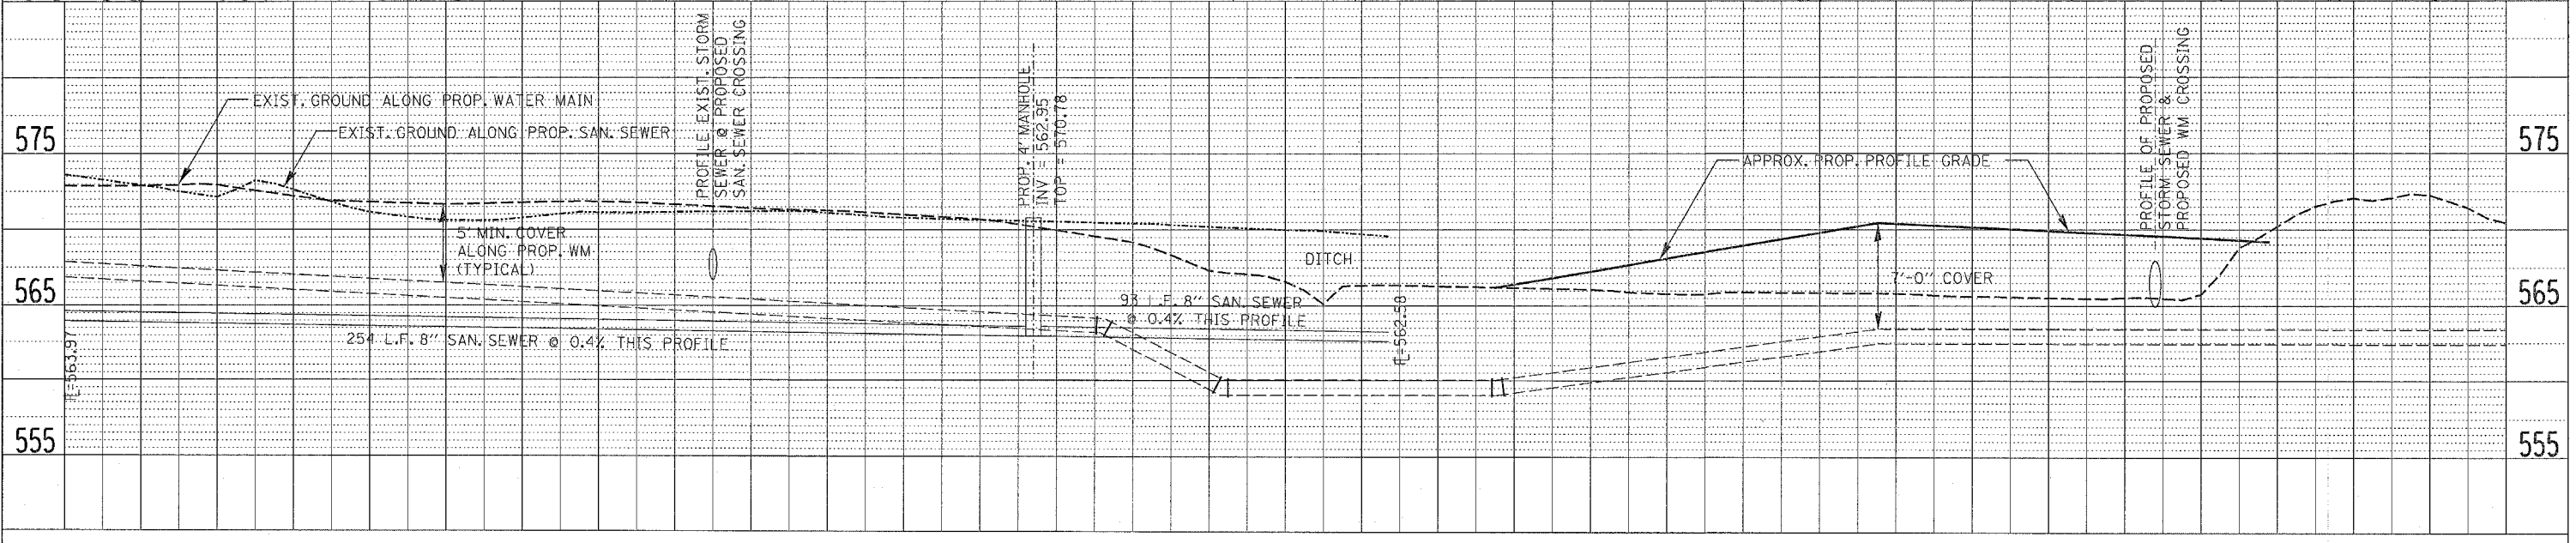 EXIST. GROUND ALONG PROP. WATER MAIN
EXIST. GROUND ALONG PROP. SAN. SEWER
PROFILE EXIST. STORM
SEWER @ PROPOSED
SAN. SEWER CROSSING
PROP. 4' MANHOLE
INV = 562.95
TOP = 570.78
PROFILE OF PROPOSED
STORM SEWER &
PROPOSED WM CROSSING
575
575
APPROX. PROP. PROFILE GRADE
5' MIN. COVER
ALONG PROP. WM
(TYPICAL)
DITCH
7'-0" COVER
565
565
93 L.F. 8" SAN. SEWER
@ 0.4% THIS PROFILE
254 L.F. 8" SAN. SEWER @ 0.4% THIS PROFILE
FL=563.97
FL=562.58
555
555